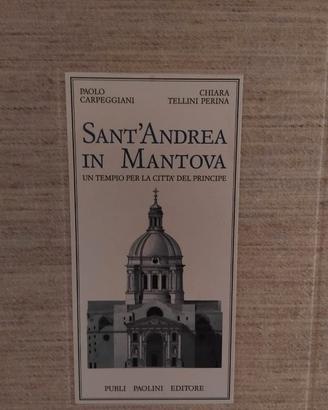 PAOLO CHIARA
CARPEGGIANI TELLINI PERINA
SANT'ANDREA
IN MANTOVA
UN TEMPIO PER LA CITTA' DEL PRINCIPE
PUBLI PAOLINI EDITORE